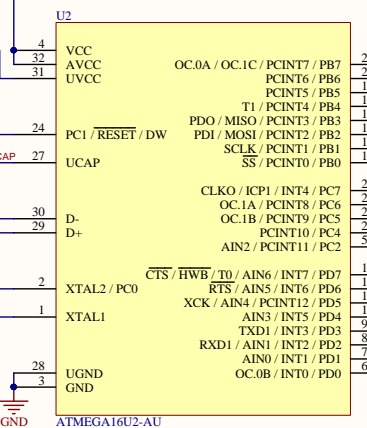 U2
4 VCC
32 AVCC OC.0A / OC.1C / PCINT7 / PB7
31 UVCC PCINT6 / PB6
PCINT5 / PB5
T1 / PCINT4 / PB4
PDO / MISO / PCINT3 / PB3
24 PC1 / RESET / DW PDI / MOSI / PCINT2 / PB2
SCLK / PCINT1 / PB1
27 UCAP SS / PCINT0 / PB0
CLKO / ICP1 / INT4 / PC7
OC.1A / PCINT8 / PC6
30 D- OC.1B / PCINT9 / PC5
29 D+ PCINT10 / PC4
AIN2 / PCINT11 / PC2
CTS / HWB / T0 / AIN6 / INT7 / PD7
2 XTAL2 / PC0 RTS / AIN5 / INT6 / PD6
XCK / AIN4 / PCINT12 / PD5
1 XTAL1 AIN3 / INT5 / PD4
TXD1 / INT3 / PD3
RXD1 / AIN1 / INT2 / PD2
AIN0 / INT1 / PD1
28 UGND OC.0B / INT0 / PD0
3 GND
GND ATMEGA16U2-AU